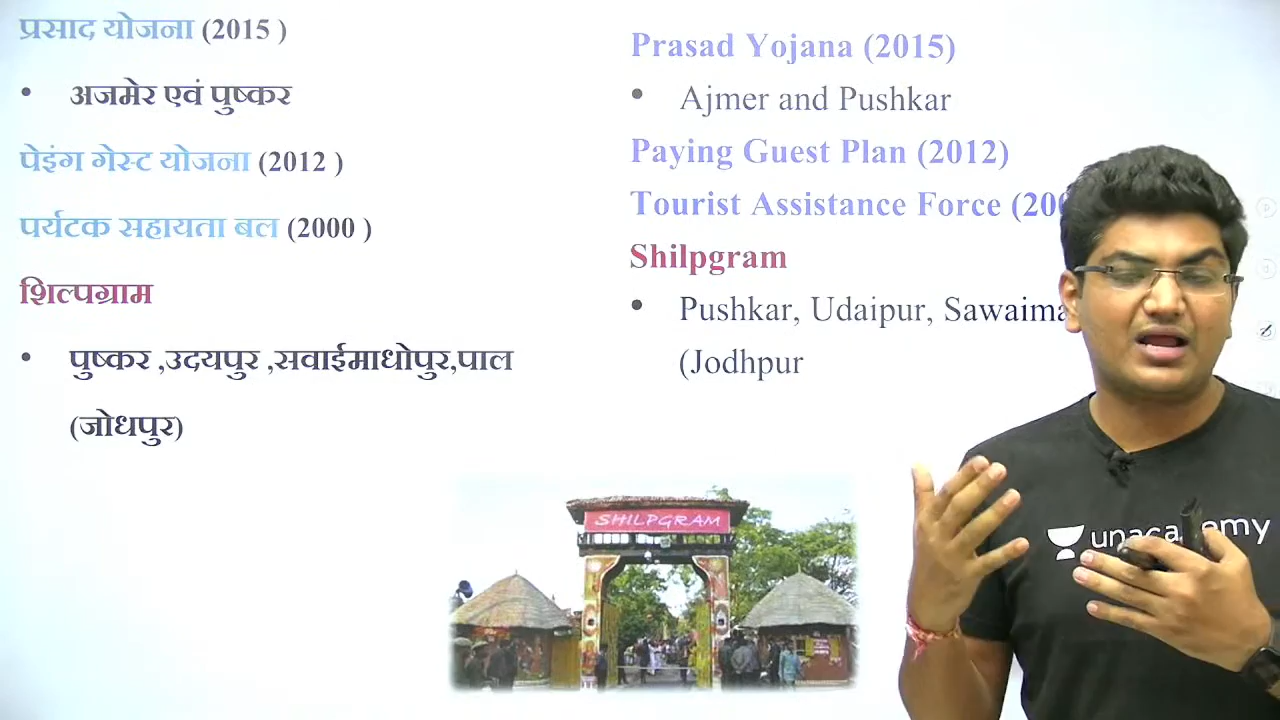 प्रसाद योजना (2015 )
• अजमेर एवं पुष्कर
पेइंग गेस्ट योजना (2012 )
पर्यटक सहायता बल (2000 )
शिल्पग्राम
• पुष्कर ,उदयपुर ,सवाईमाधोपुर,पाल
(जोधपुर)
Prasad Yojana (2015)
• Ajmer and Pushkar
Paying Guest Plan (2012)
Tourist Assistance Force (200
Shilpgram
• Pushkar, Udaipur, Sawaima
(Jodhpur
SHILPGRAM